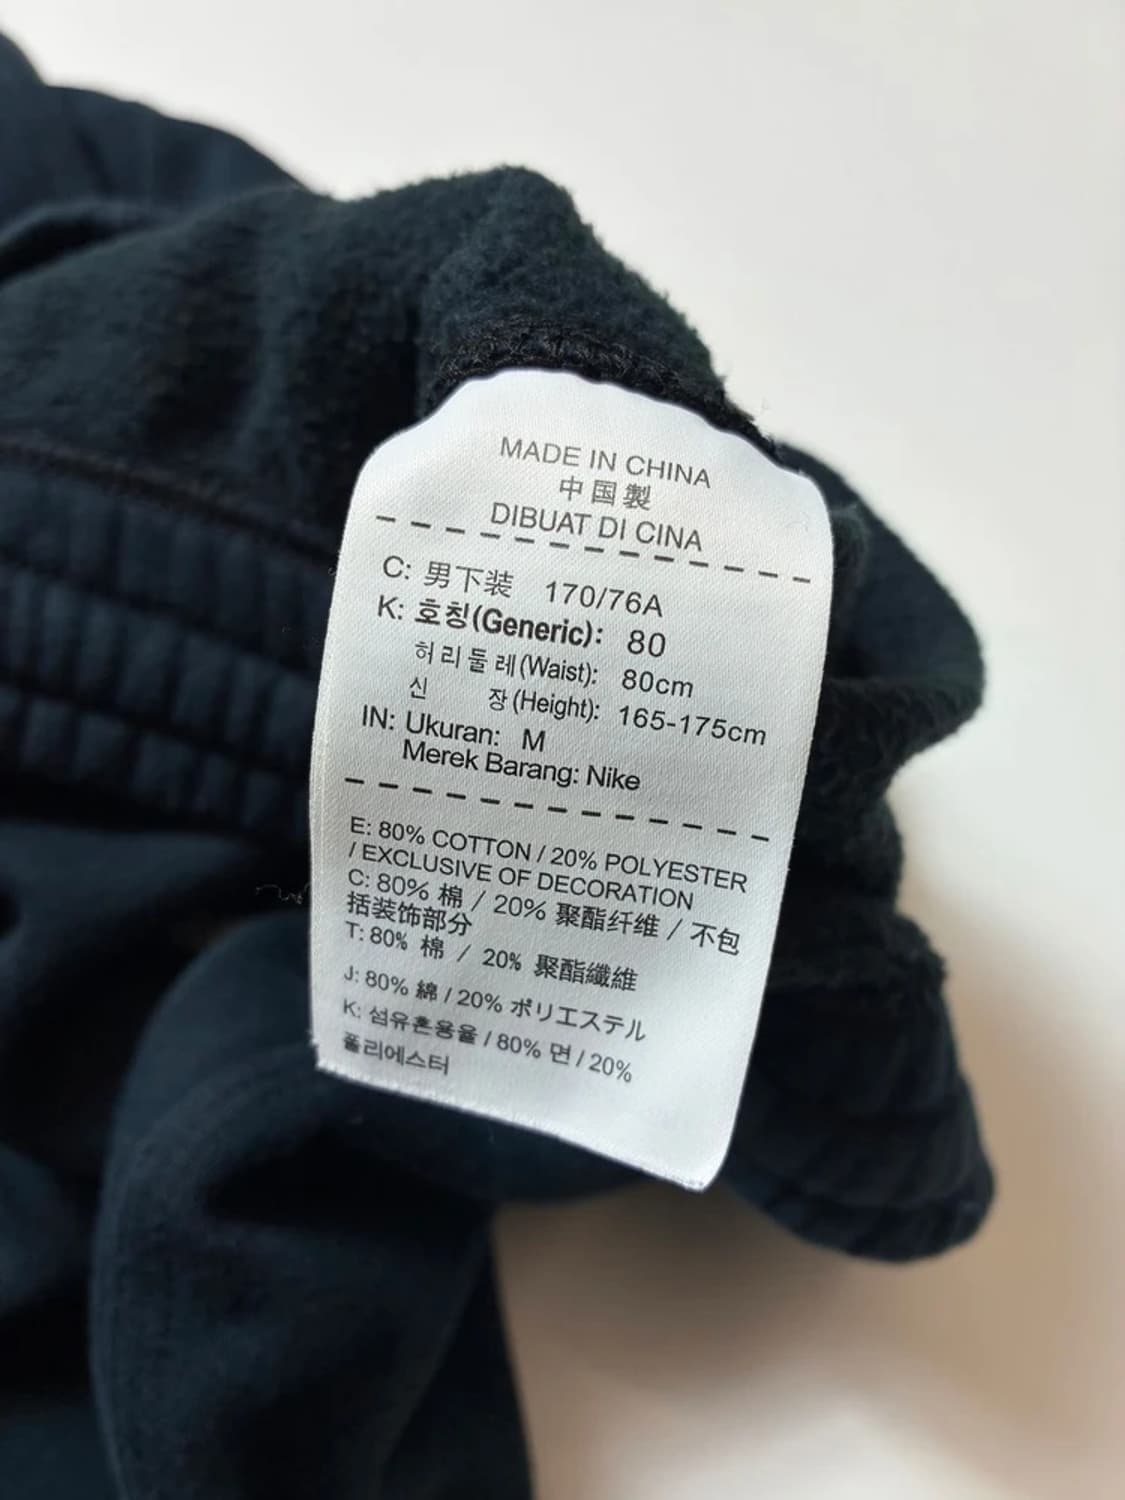 MADE IN CHINA
中国製
DIBUAT DI CINA
C: 男下装 170/76A
K: 호칭(Generic): 80
허리둘레(Waist): 80cm
신 장(Height): 165-175cm
IN: Ukuran: M
Merek Barang: Nike
E: 80% COTTON / 20% POLYESTER
/ EXCLUSIVE OF DECORATION
C: 80% 棉 / 20% 聚酯纤维 / 不包
括装饰部分
T: 80% 棉 / 20% 聚酯纖維
J: 80% 綿 / 20% ポリエステル
K: 섬유혼용율 / 80% 면 / 20%
폴리에스터